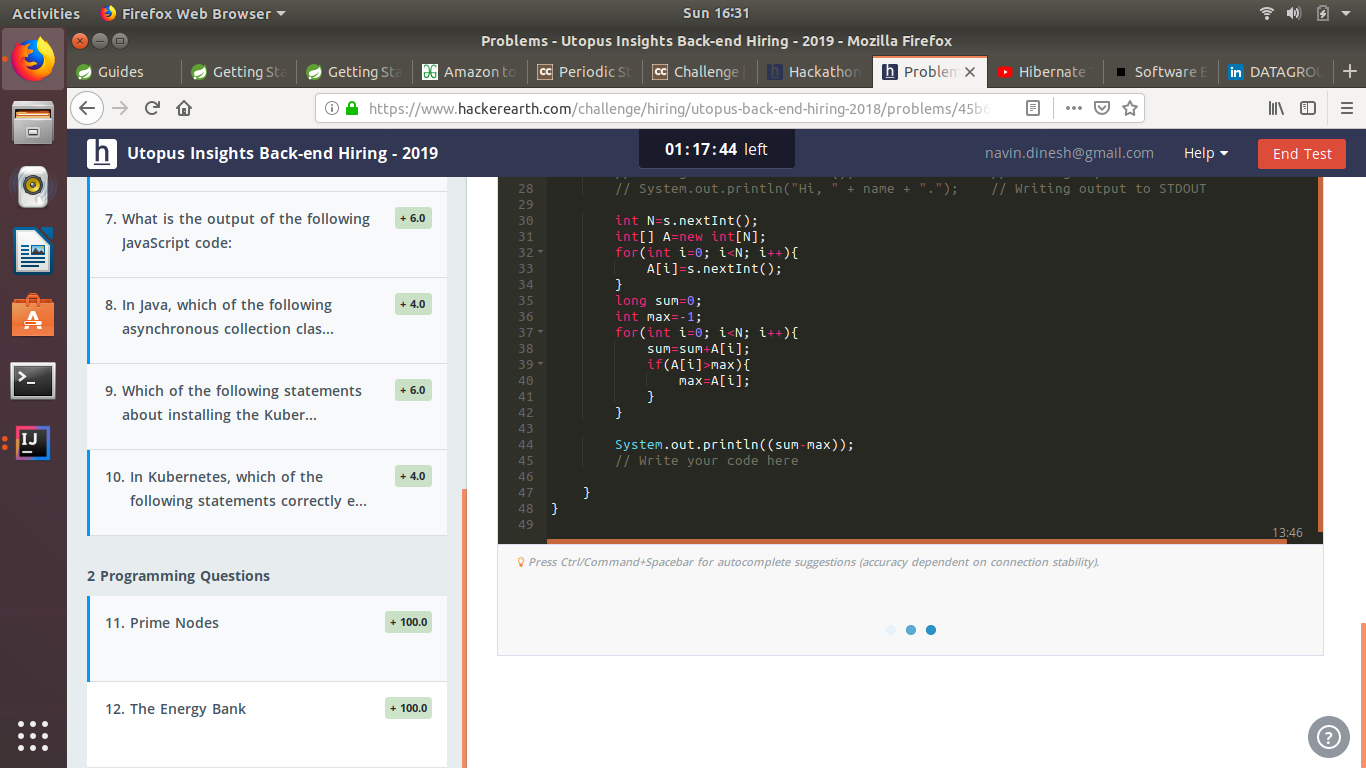 Activities Firefox Web Browser Sun 16:31
Problems - Utopus Insights Back-end Hiring - 2019 - Mozilla Firefox
Guides Getting Sta Getting Sta Amazon to Periodic S Challenge Hackathon Problem Hibernate Software E DATAGROU
https://www.hackerearth.com/challenge/hiring/utopus-back-end-hiring-2018/problems/45b6
h Utopus Insights Back-end Hiring - 2019 01:17:44 left navin.dinesh@gmail.com Help End Test
7. What is the output of the following JavaScript code: + 6.0
8. In Java, which of the following asynchronous collection clas... + 4.0
9. Which of the following statements about installing the Kuber... + 6.0
10. In Kubernetes, which of the following statements correctly e... + 4.0
2 Programming Questions
11. Prime Nodes + 100.0
12. The Energy Bank + 100.0
28 // System.out.println("Hi, " + name + "."); // Writing output to STDOUT
29
30 int N=s.nextInt();
31 int[] A=new int[N];
32 for(int i=0; i<N; i++){
33 A[i]=s.nextInt();
34 }
35 long sum=0;
36 int max=-1;
37 for(int i=0; i<N; i++){
38 sum=sum+A[i];
39 if(A[i]>max){
40 max=A[i];
41 }
42 }
43
44 System.out.println((sum-max));
45 // Write your code here
46
47 }
48 }
49
13:46
Press Ctrl/Command+Spacebar for autocomplete suggestions (accuracy dependent on connection stability).